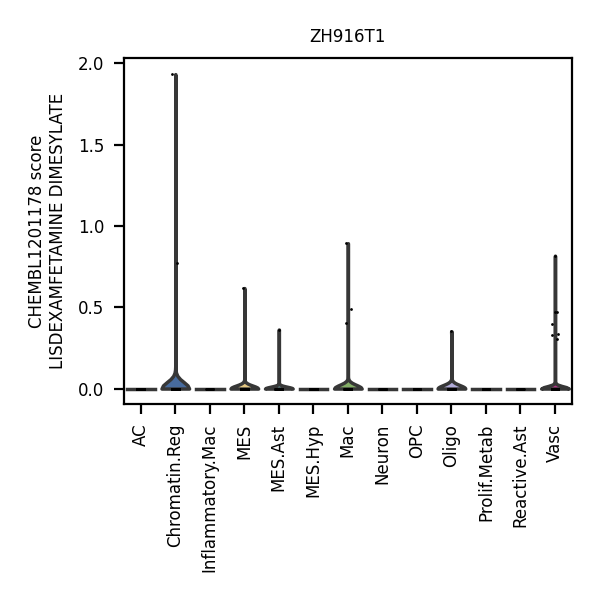 ZH916T1
CHEMBL1201178 score
LISDEXAMFETAMINE DIMESYLATE
2.0
1.5
1.0
0.5
0.0
AC
Chromatin.Reg
Inflammatory.Mac
MES
MES.Ast
MES.Hyp
Mac
Neuron
OPC
Oligo
Prolif.Metab
Reactive.Ast
Vasc